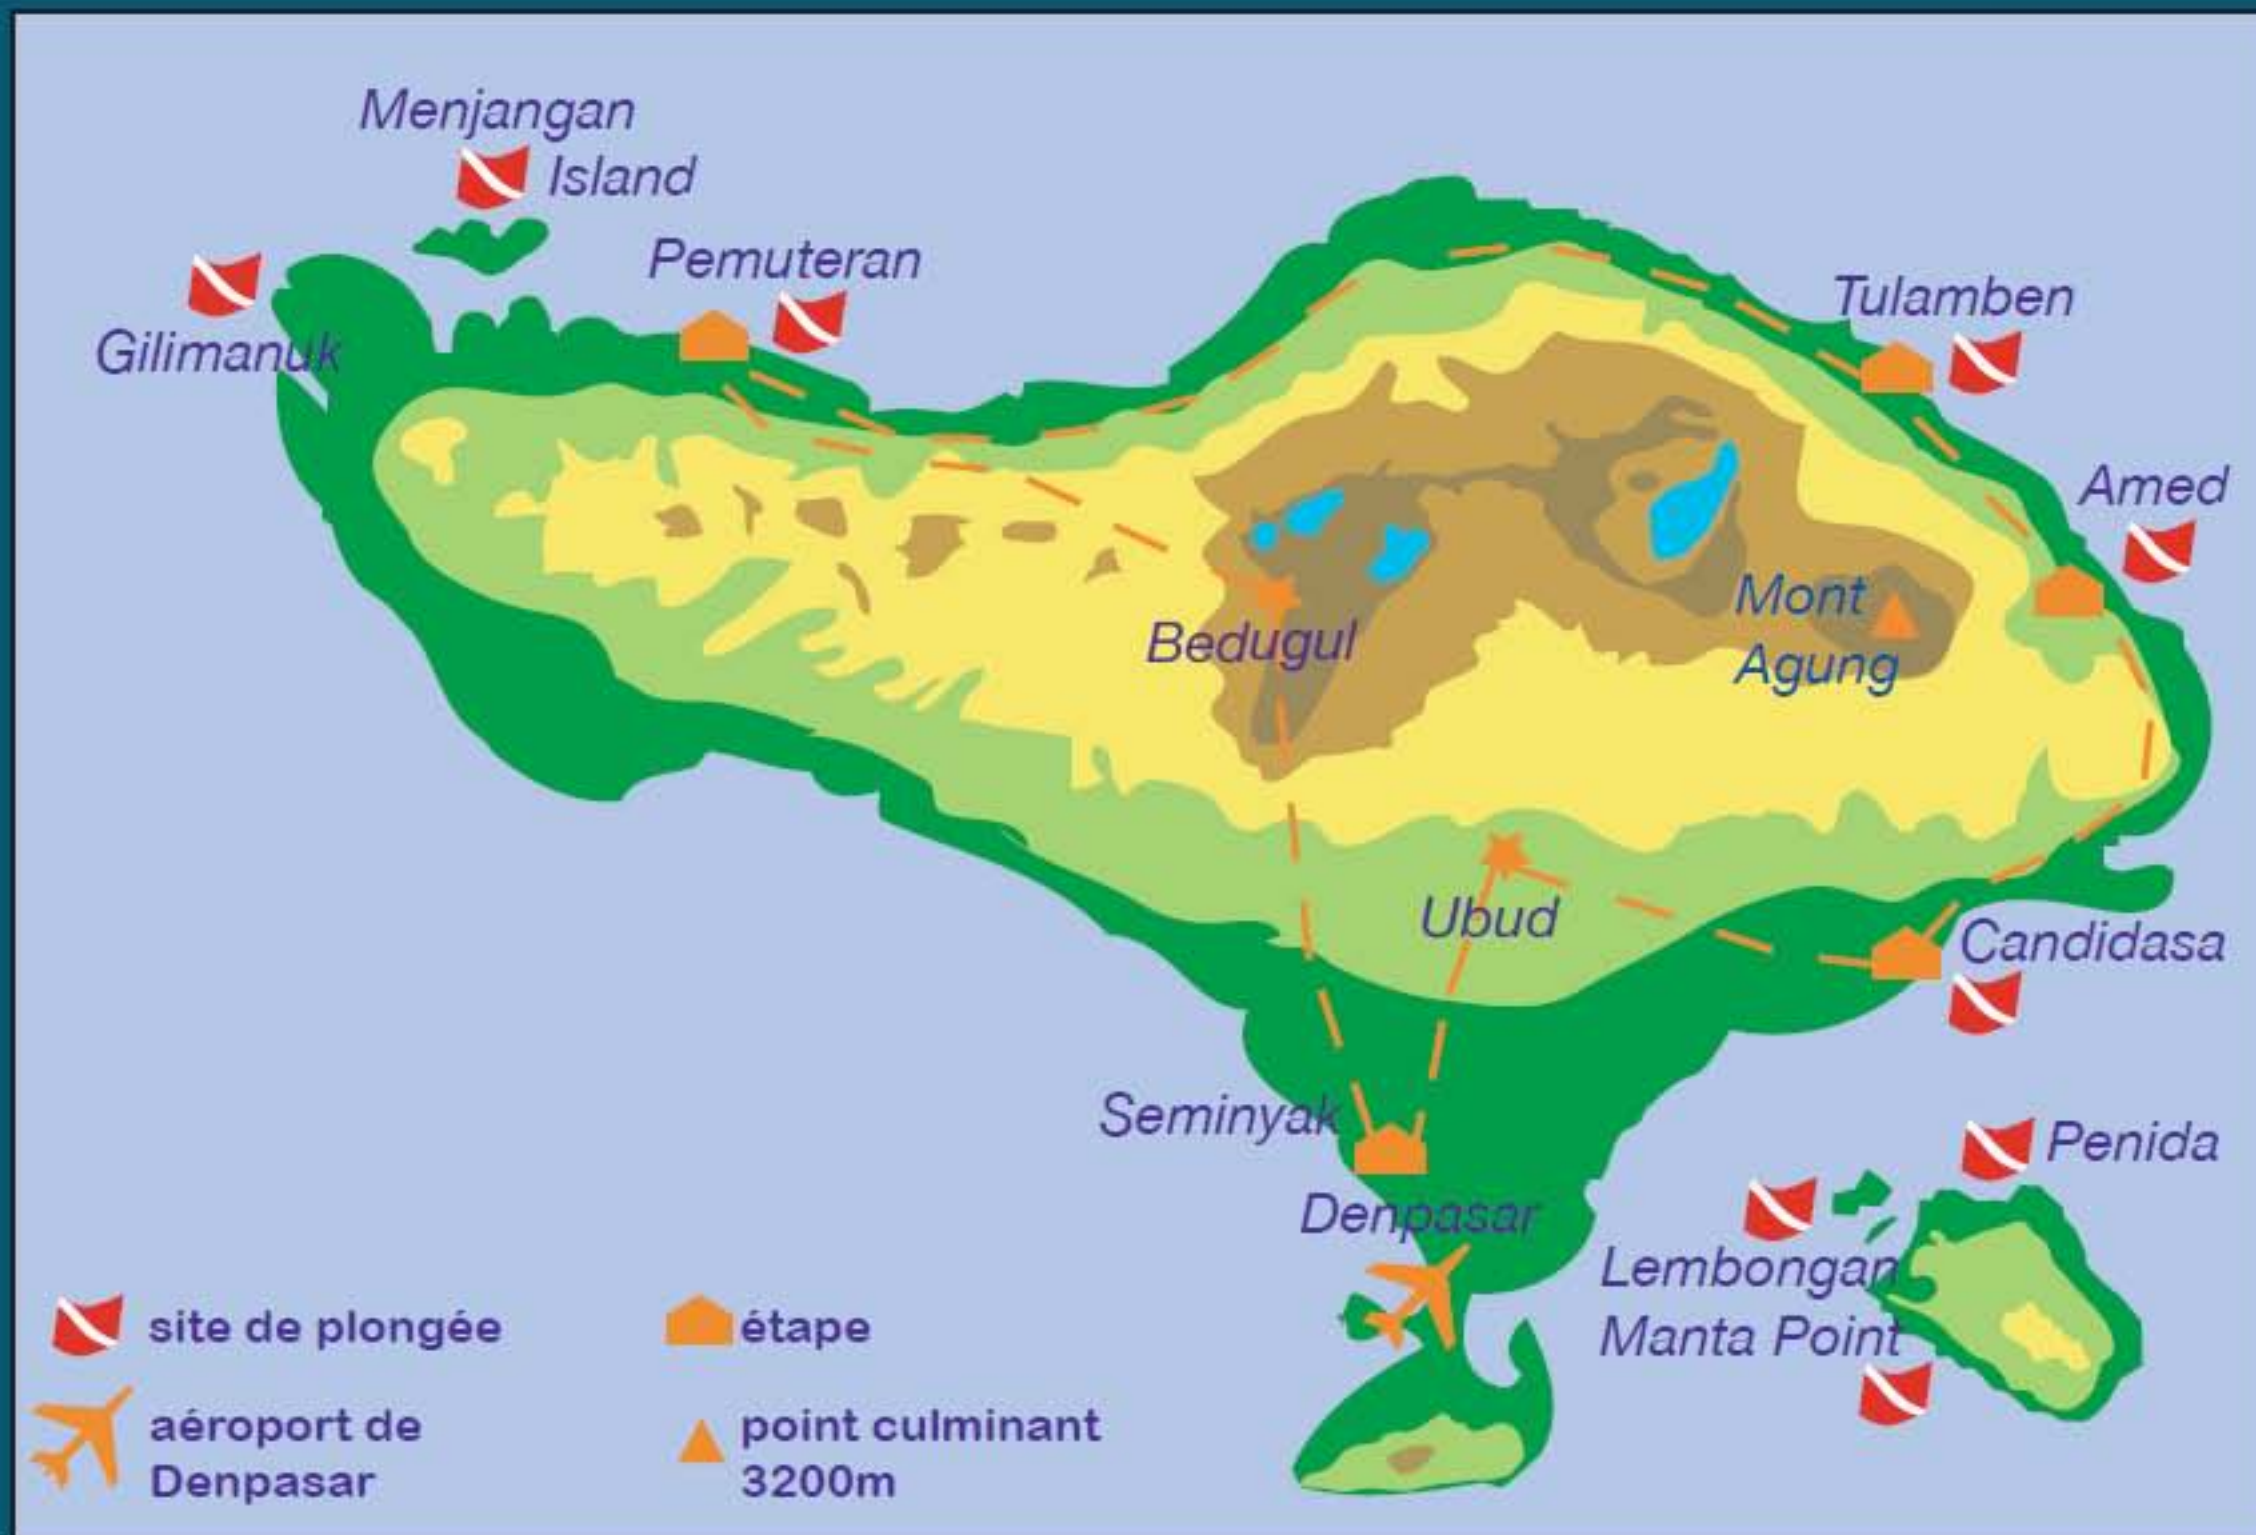 Menjangan
Island
Pemuteran
Gilimanuk
Tulamben
Amed
Mont
Agung
Bedugul
Ubud
Candidasa
Seminyak
Penida
Denpasar
Lembongan
Manta Point
site de plongée
étape
aéroport de
Denpasar
point culminant
3200m